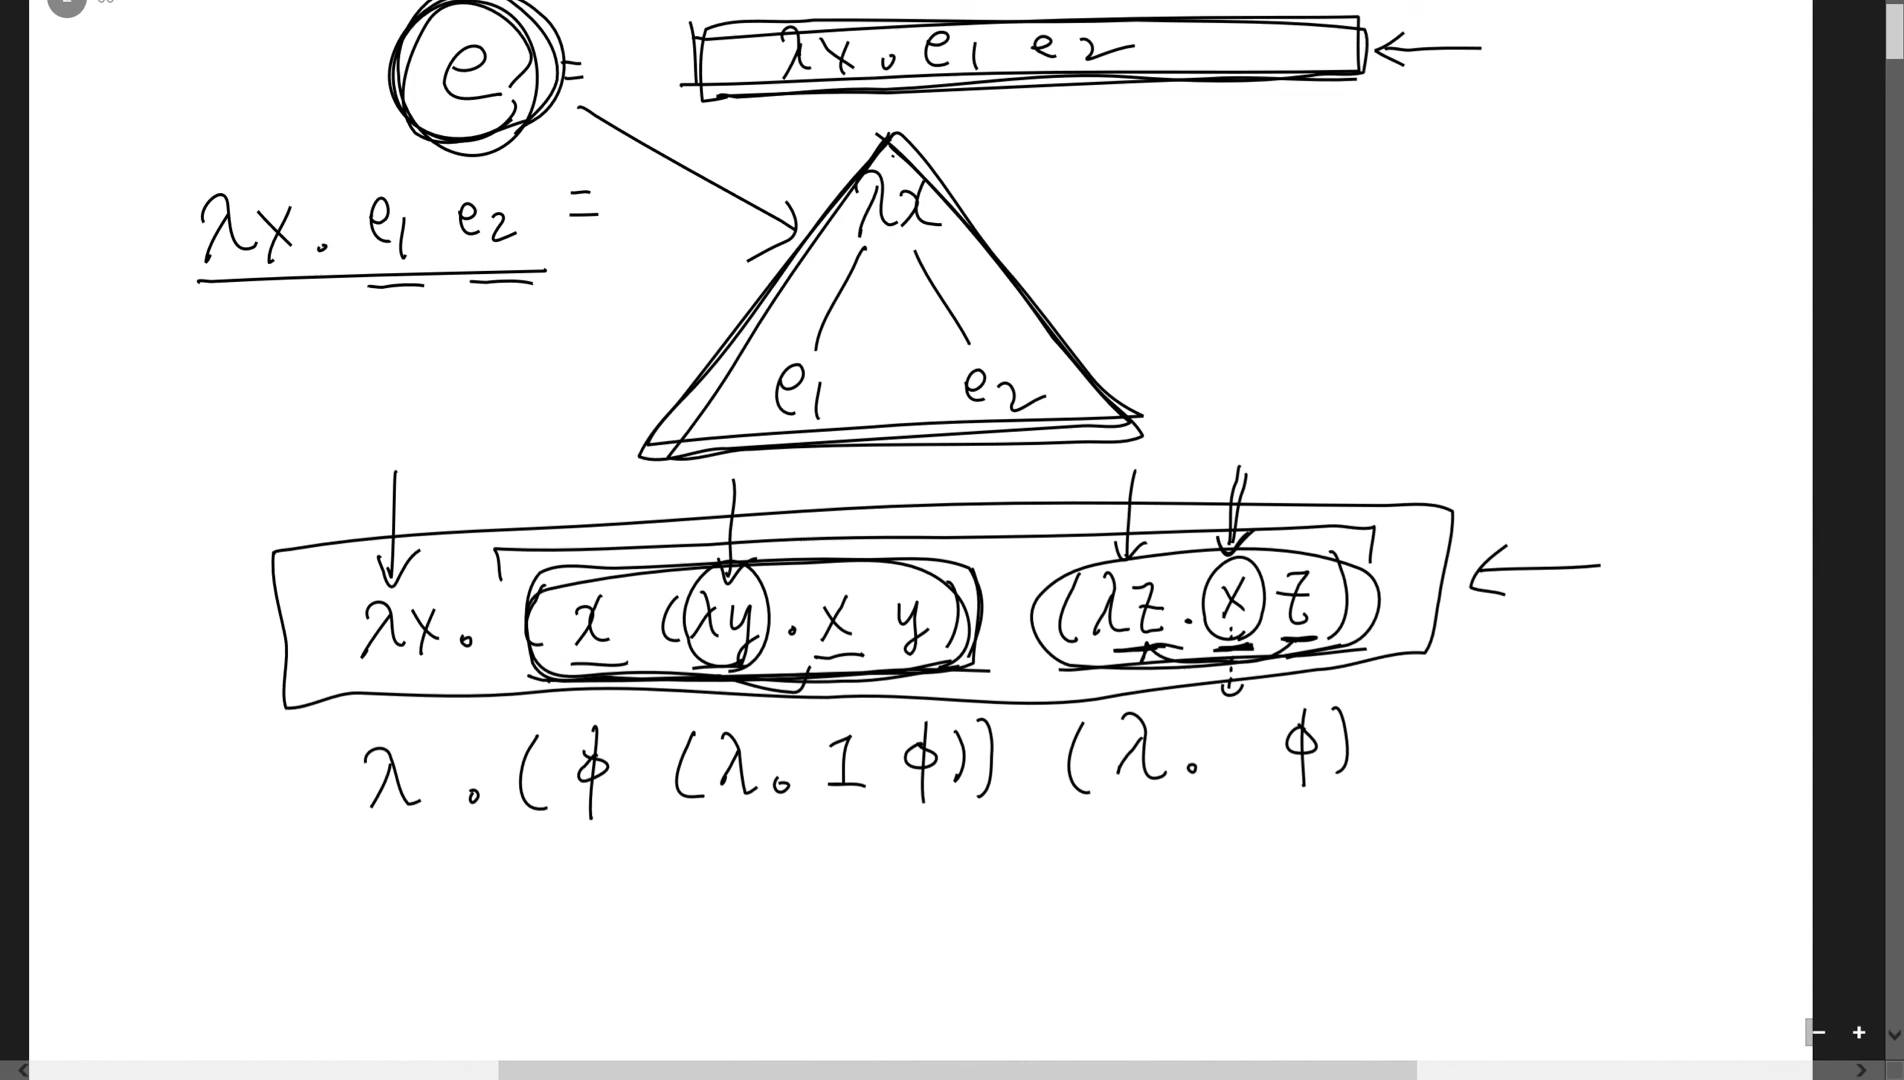 e = λx. e1 e2
λx. e1 e2 =
λx
e1 e2
λx. (x (λy. x y) (λz. x z)
λ. (ϕ (λ. 1 ϕ)) (λ. ϕ)